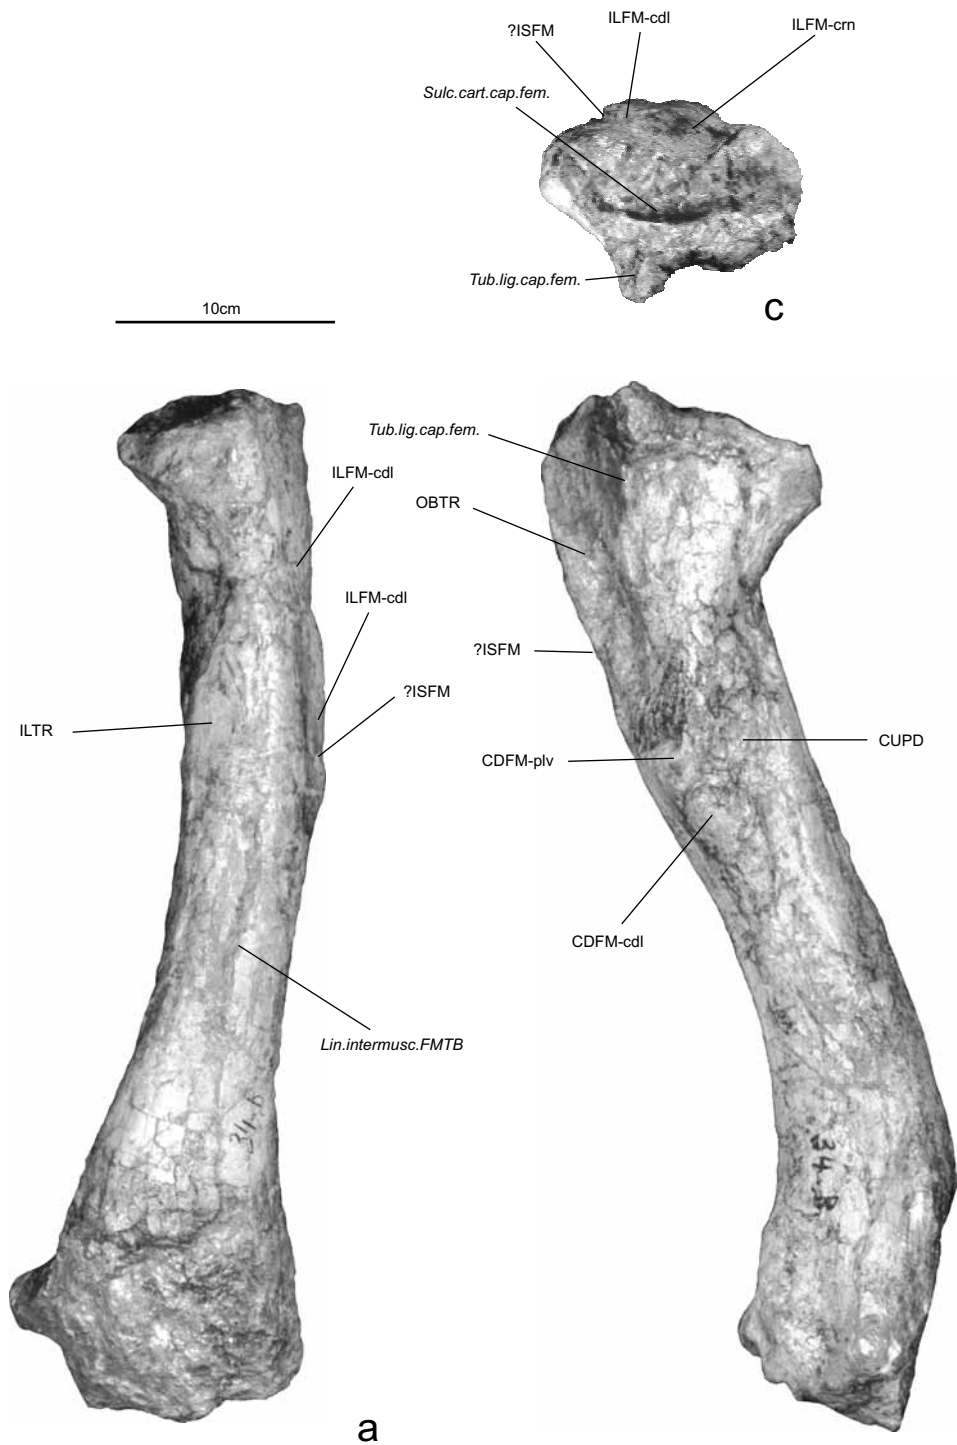 ?ISFM
ILFM-cdl
ILFM-crn
Sulc.cart.cap.fem.
Tub.lig.cap.fem.
c
10cm
Tub.lig.cap.fem.
ILFM-cdl
OBTR
ILFM-cdl
?ISFM
?ISFM
ILTR
CUPD
CDFM-plv
CDFM-cdl
Lin.intermusc.FMTB
34-B
34-B
a